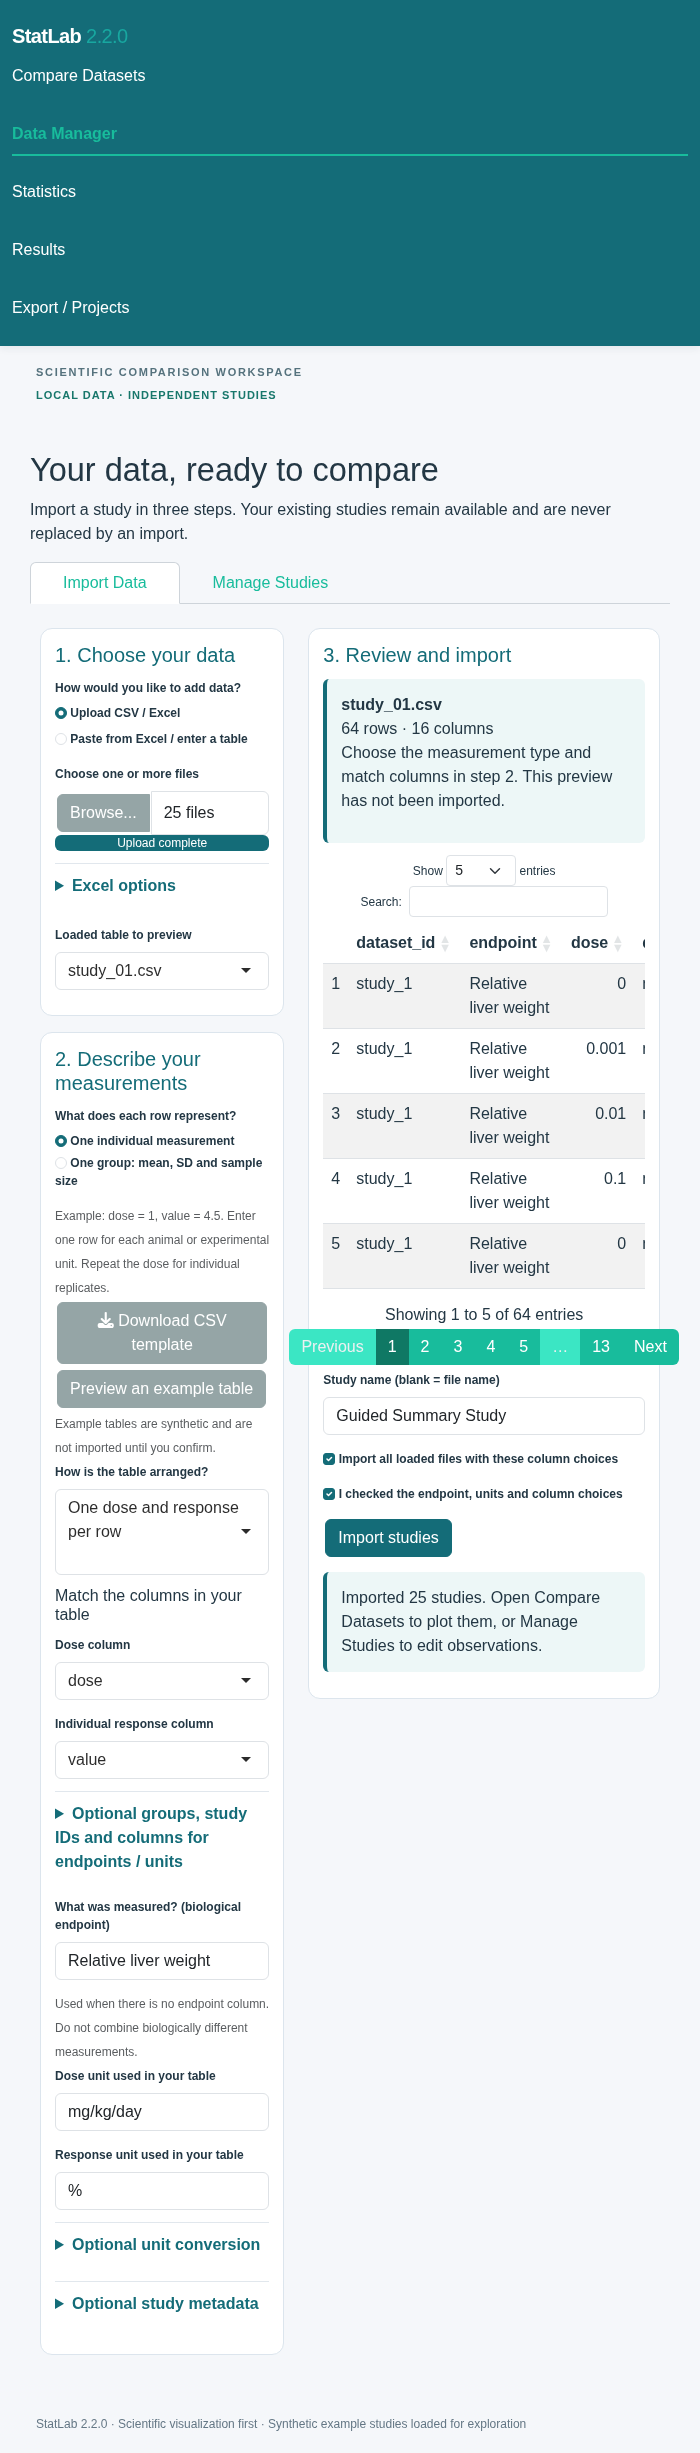 StatLab 2.2.0
Compare Datasets
Data Manager
Statistics
Results
Export / Projects
SCIENTIFIC COMPARISON WORKSPACE
LOCAL DATA · INDEPENDENT STUDIES
Your data, ready to compare
Import a study in three steps. Your existing studies remain available and are never
replaced by an import.
Import Data Manage Studies
1. Choose your data
How would you like to add data?
Upload CSV / Excel
Paste from Excel / enter a table
Choose one or more files
Browse... 25 files
Upload complete
Excel options
Loaded table to preview
study_01.csv
2. Describe your
measurements
What does each row represent?
One individual measurement
One group: mean, SD and sample
size
Example: dose = 1, value = 4.5. Enter
one row for each animal or experimental
unit. Repeat the dose for individual
replicates.
Download CSV
template
Preview an example table
Example tables are synthetic and are
not imported until you confirm.
How is the table arranged?
One dose and response
per row
Match the columns in your
table
Dose column
dose
Individual response column
value
Optional groups, study
IDs and columns for
endpoints / units
What was measured? (biological
endpoint)
Relative liver weight
Used when there is no endpoint column.
Do not combine biologically different
measurements.
Dose unit used in your table
mg/kg/day
Response unit used in your table
%
Optional unit conversion
Optional study metadata
3. Review and import
study_01.csv
64 rows · 16 columns
Choose the measurement type and
match columns in step 2. This preview
has not been imported.
Show 5 entries
Search:
dataset_id endpoint dose
1 study_1 Relative 0
liver weight
2 study_1 Relative 0.001
liver weight
3 study_1 Relative 0.01
liver weight
4 study_1 Relative 0.1
liver weight
5 study_1 Relative 0
liver weight
Showing 1 to 5 of 64 entries
Previous 1 2 3 4 5 … 13 Next
Study name (blank = file name)
Guided Summary Study
Import all loaded files with these column choices
I checked the endpoint, units and column choices
Import studies
Imported 25 studies. Open Compare
Datasets to plot them, or Manage
Studies to edit observations.
StatLab 2.2.0 · Scientific visualization first · Synthetic example studies loaded for exploration